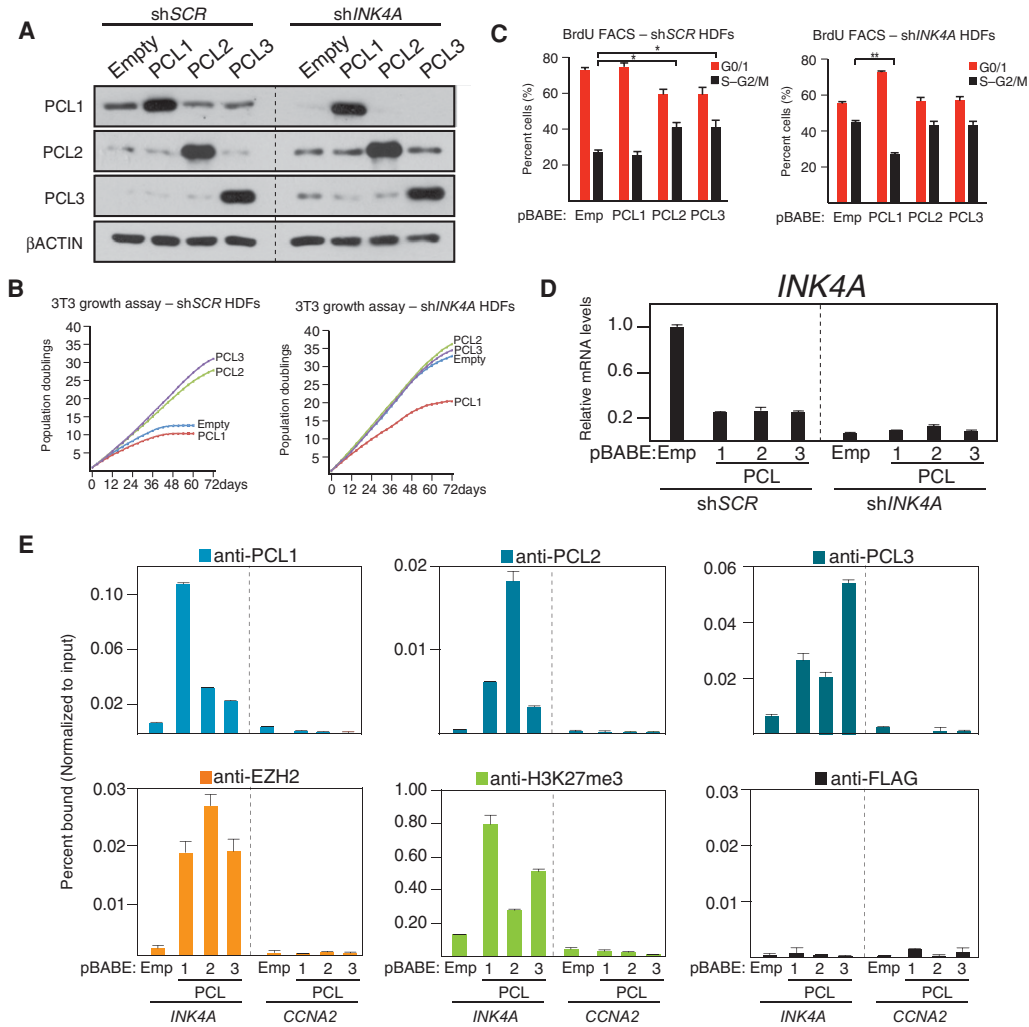 A
shSCR
shINK4A
Empty
PCL1
PCL2
PCL3
Empty
PCL1
PCL2
PCL3
PCL1
PCL2
PCL3
βACTIN
B
3T3 growth assay – shSCR HDFs
Population doublings
40
35
30
25
20
15
10
5
0 12 24 36 48 60 72days
PCL3
PCL2
Empty
PCL1
3T3 growth assay – shINK4A HDFs
Population doublings
40
35
30
25
20
15
10
5
0 12 24 36 48 60 72days
PCL2
PCL3
Empty
PCL1
C
BrdU FACS – shSCR HDFs
Percent cells (%)
80
60
40
20
*
*
G0/1
S–G2/M
pBABE: Emp PCL1 PCL2 PCL3
BrdU FACS – shINK4A HDFs
Percent cells (%)
80
60
40
20
**
G0/1
S–G2/M
Emp PCL1 PCL2 PCL3
D
INK4A
Relative mRNA levels
1.0
0.6
0.2
pBABE: Emp 1 2 3 Emp 1 2 3
PCL PCL
shSCR shINK4A
E
Percent bound (Normalized to input)
anti-PCL1
0.10
0.06
0.02
anti-PCL2
0.02
0.01
anti-PCL3
0.06
0.04
0.02
anti-EZH2
0.03
0.02
0.01
anti-H3K27me3
1.00
0.80
0.60
0.40
0.20
anti-FLAG
0.03
0.02
0.01
pBABE: Emp 1 2 3 Emp 1 2 3
PCL PCL
INK4A CCNA2
pBABE: Emp 1 2 3 Emp 1 2 3
PCL PCL
INK4A CCNA2
pBABE: Emp 1 2 3 Emp 1 2 3
PCL PCL
INK4A CCNA2